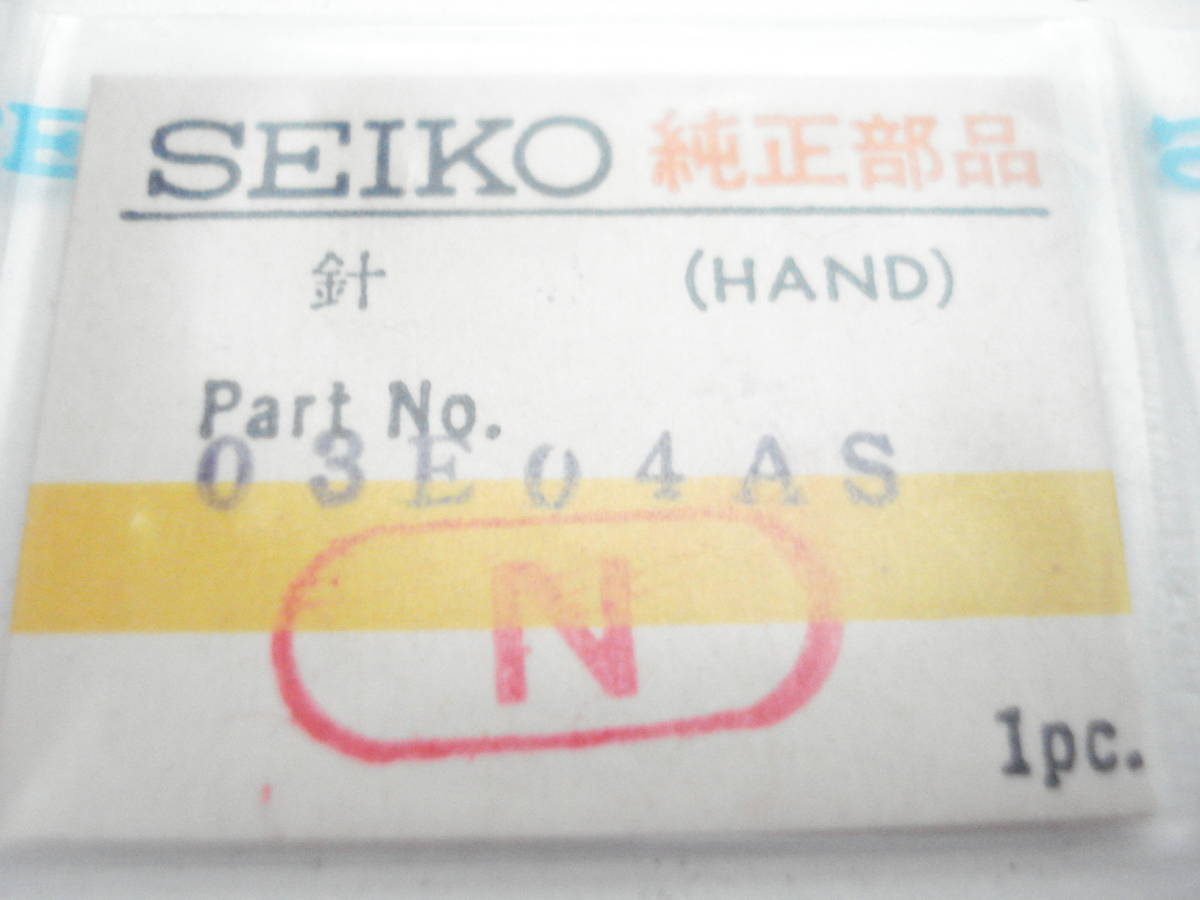 SEIKO 純正部品
針 (HAND)
Part No.
03E04AS
N
1pc.